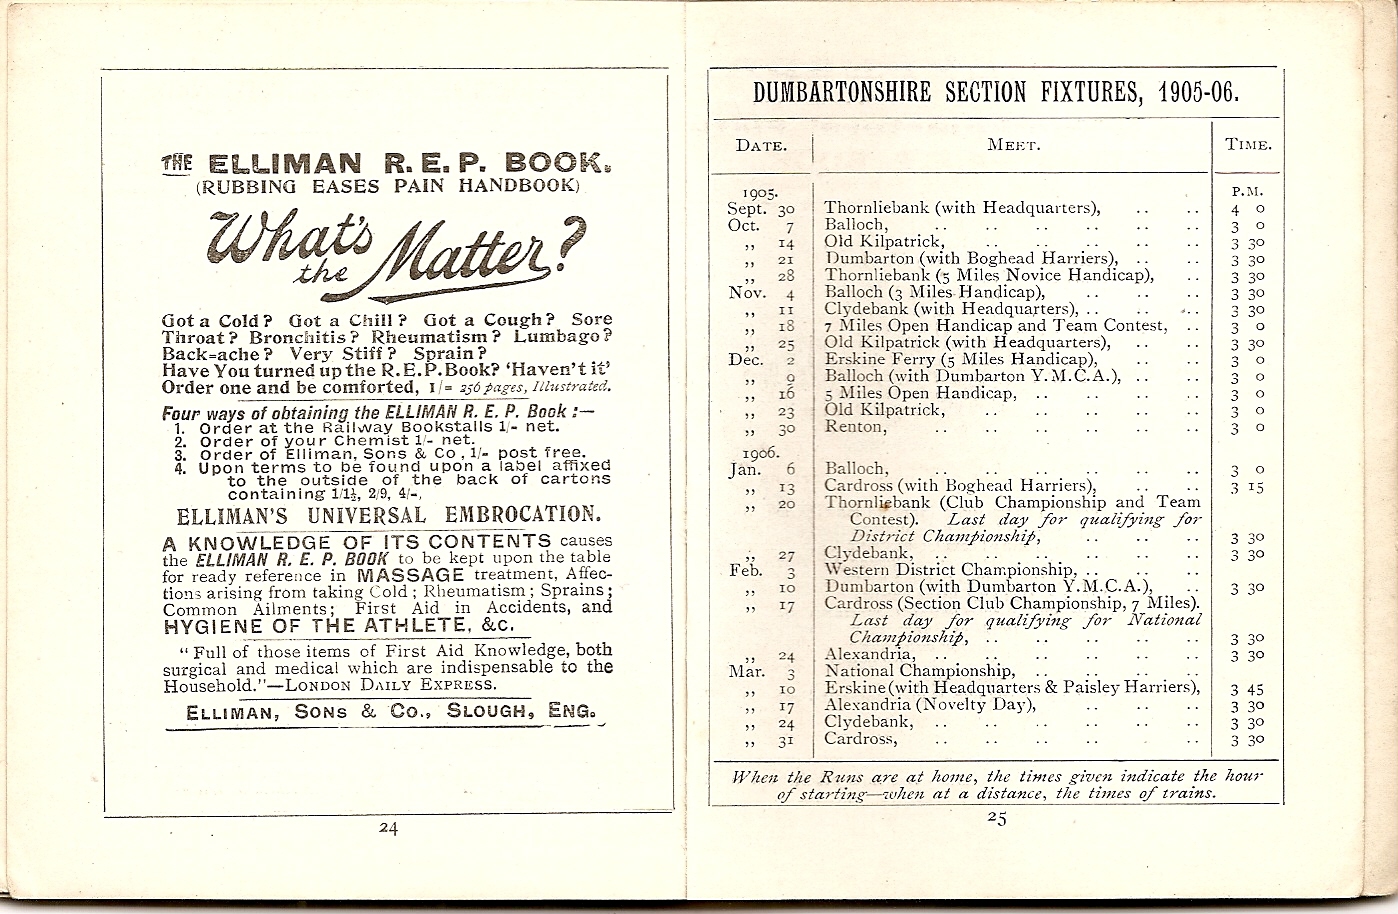 THE ELLIMAN R. E. P. BOOK.
(RUBBING EASES PAIN HANDBOOK)
What's
the Matter?
Got a Cold? Got a Chill? Got a Cough? Sore
Throat? Bronchitis? Rheumatism? Lumbago?
Back=ache? Very Stiff? Sprain?
Have You turned up the R.E.P. Book? 'Haven't it'
Order one and be comforted, 1/= 256 pages, Illustrated.
Four ways of obtaining the ELLIMAN R. E. P. Book :—
1. Order at the Railway Bookstalls 1/- net.
2. Order of your Chemist 1/- net.
3. Order of Elliman, Sons & Co, 1/- post free.
4. Upon terms to be found upon a label affixed
to the outside of the back of cartons
containing 1/1½, 2/9, 4/-,
ELLIMAN'S UNIVERSAL EMBROCATION.
A KNOWLEDGE OF ITS CONTENTS causes
the ELLIMAN R. E. P. BOOK to be kept upon the table
for ready reference in MASSAGE treatment, Affec-
tions arising from taking Cold; Rheumatism; Sprains;
Common Ailments; First Aid in Accidents, and
HYGIENE OF THE ATHLETE, &c.
"Full of those items of First Aid Knowledge, both
surgical and medical which are indispensable to the
Household."—LONDON DAILY EXPRESS.
ELLIMAN, SONS & CO., SLOUGH, ENG.
24
DUMBARTONSHIRE SECTION FIXTURES, 1905-06.
DATE. MEET. TIME.
1905. P.M.
Sept. 30 Thornliebank (with Headquarters), .. .. 4 0
Oct. 7 Balloch, .. .. .. .. .. .. 3 0
,, 14 Old Kilpatrick, .. .. .. .. .. 3 30
,, 21 Dumbarton (with Boghead Harriers), .. .. 3 30
,, 28 Thornliebank (5 Miles Novice Handicap), .. 3 30
Nov. 4 Balloch (3 Miles Handicap), .. .. .. 3 30
,, 11 Clydebank (with Headquarters), .. .. .. 3 30
,, 18 7 Miles Open Handicap and Team Contest, .. 3 0
,, 25 Old Kilpatrick (with Headquarters), .. .. 3 30
Dec. 2 Erskine Ferry (5 Miles Handicap), .. .. 3 0
,, 9 Balloch (with Dumbarton Y.M.C.A.), .. .. 3 0
,, 16 5 Miles Open Handicap, .. .. .. .. 3 0
,, 23 Old Kilpatrick, .. .. .. .. .. 3 0
,, 30 Renton, .. .. .. .. .. .. 3 0
1906.
Jan. 6 Balloch, .. .. .. .. .. .. 3 0
,, 13 Cardross (with Boghead Harriers), .. .. 3 15
,, 20 Thornliebank (Club Championship and Team
Contest). Last day for qualifying for
District Championship, .. .. .. 3 30
,, 27 Clydebank, .. .. .. .. .. .. 3 30
Feb. 3 Western District Championship, .. .. ..
,, 10 Dumbarton (with Dumbarton Y.M.C.A.), .. 3 30
,, 17 Cardross (Section Club Championship, 7 Miles).
Last day for qualifying for National
Championship, .. .. .. .. .. 3 30
,, 24 Alexandria, .. .. .. .. .. .. 3 30
Mar. 3 National Championship, .. .. .. ..
,, 10 Erskine (with Headquarters & Paisley Harriers), 3 45
,, 17 Alexandria (Novelty Day), .. .. .. 3 30
,, 24 Clydebank, .. .. .. .. .. .. 3 30
,, 31 Cardross, .. .. .. .. .. .. 3 30
When the Runs are at home, the times given indicate the hour
of starting—when at a distance, the times of trains.
25